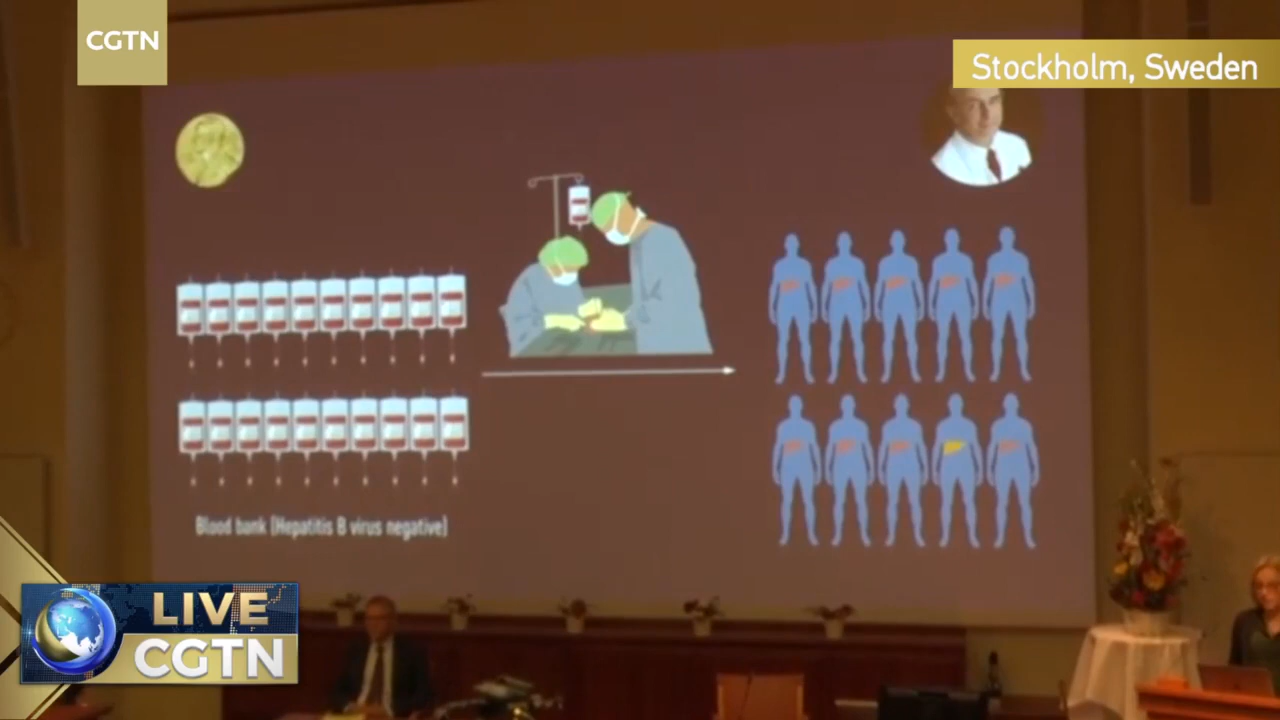 CGTN
Stockholm, Sweden
Blood bank (Hepatitis B virus negative)
LIVE
CGTN